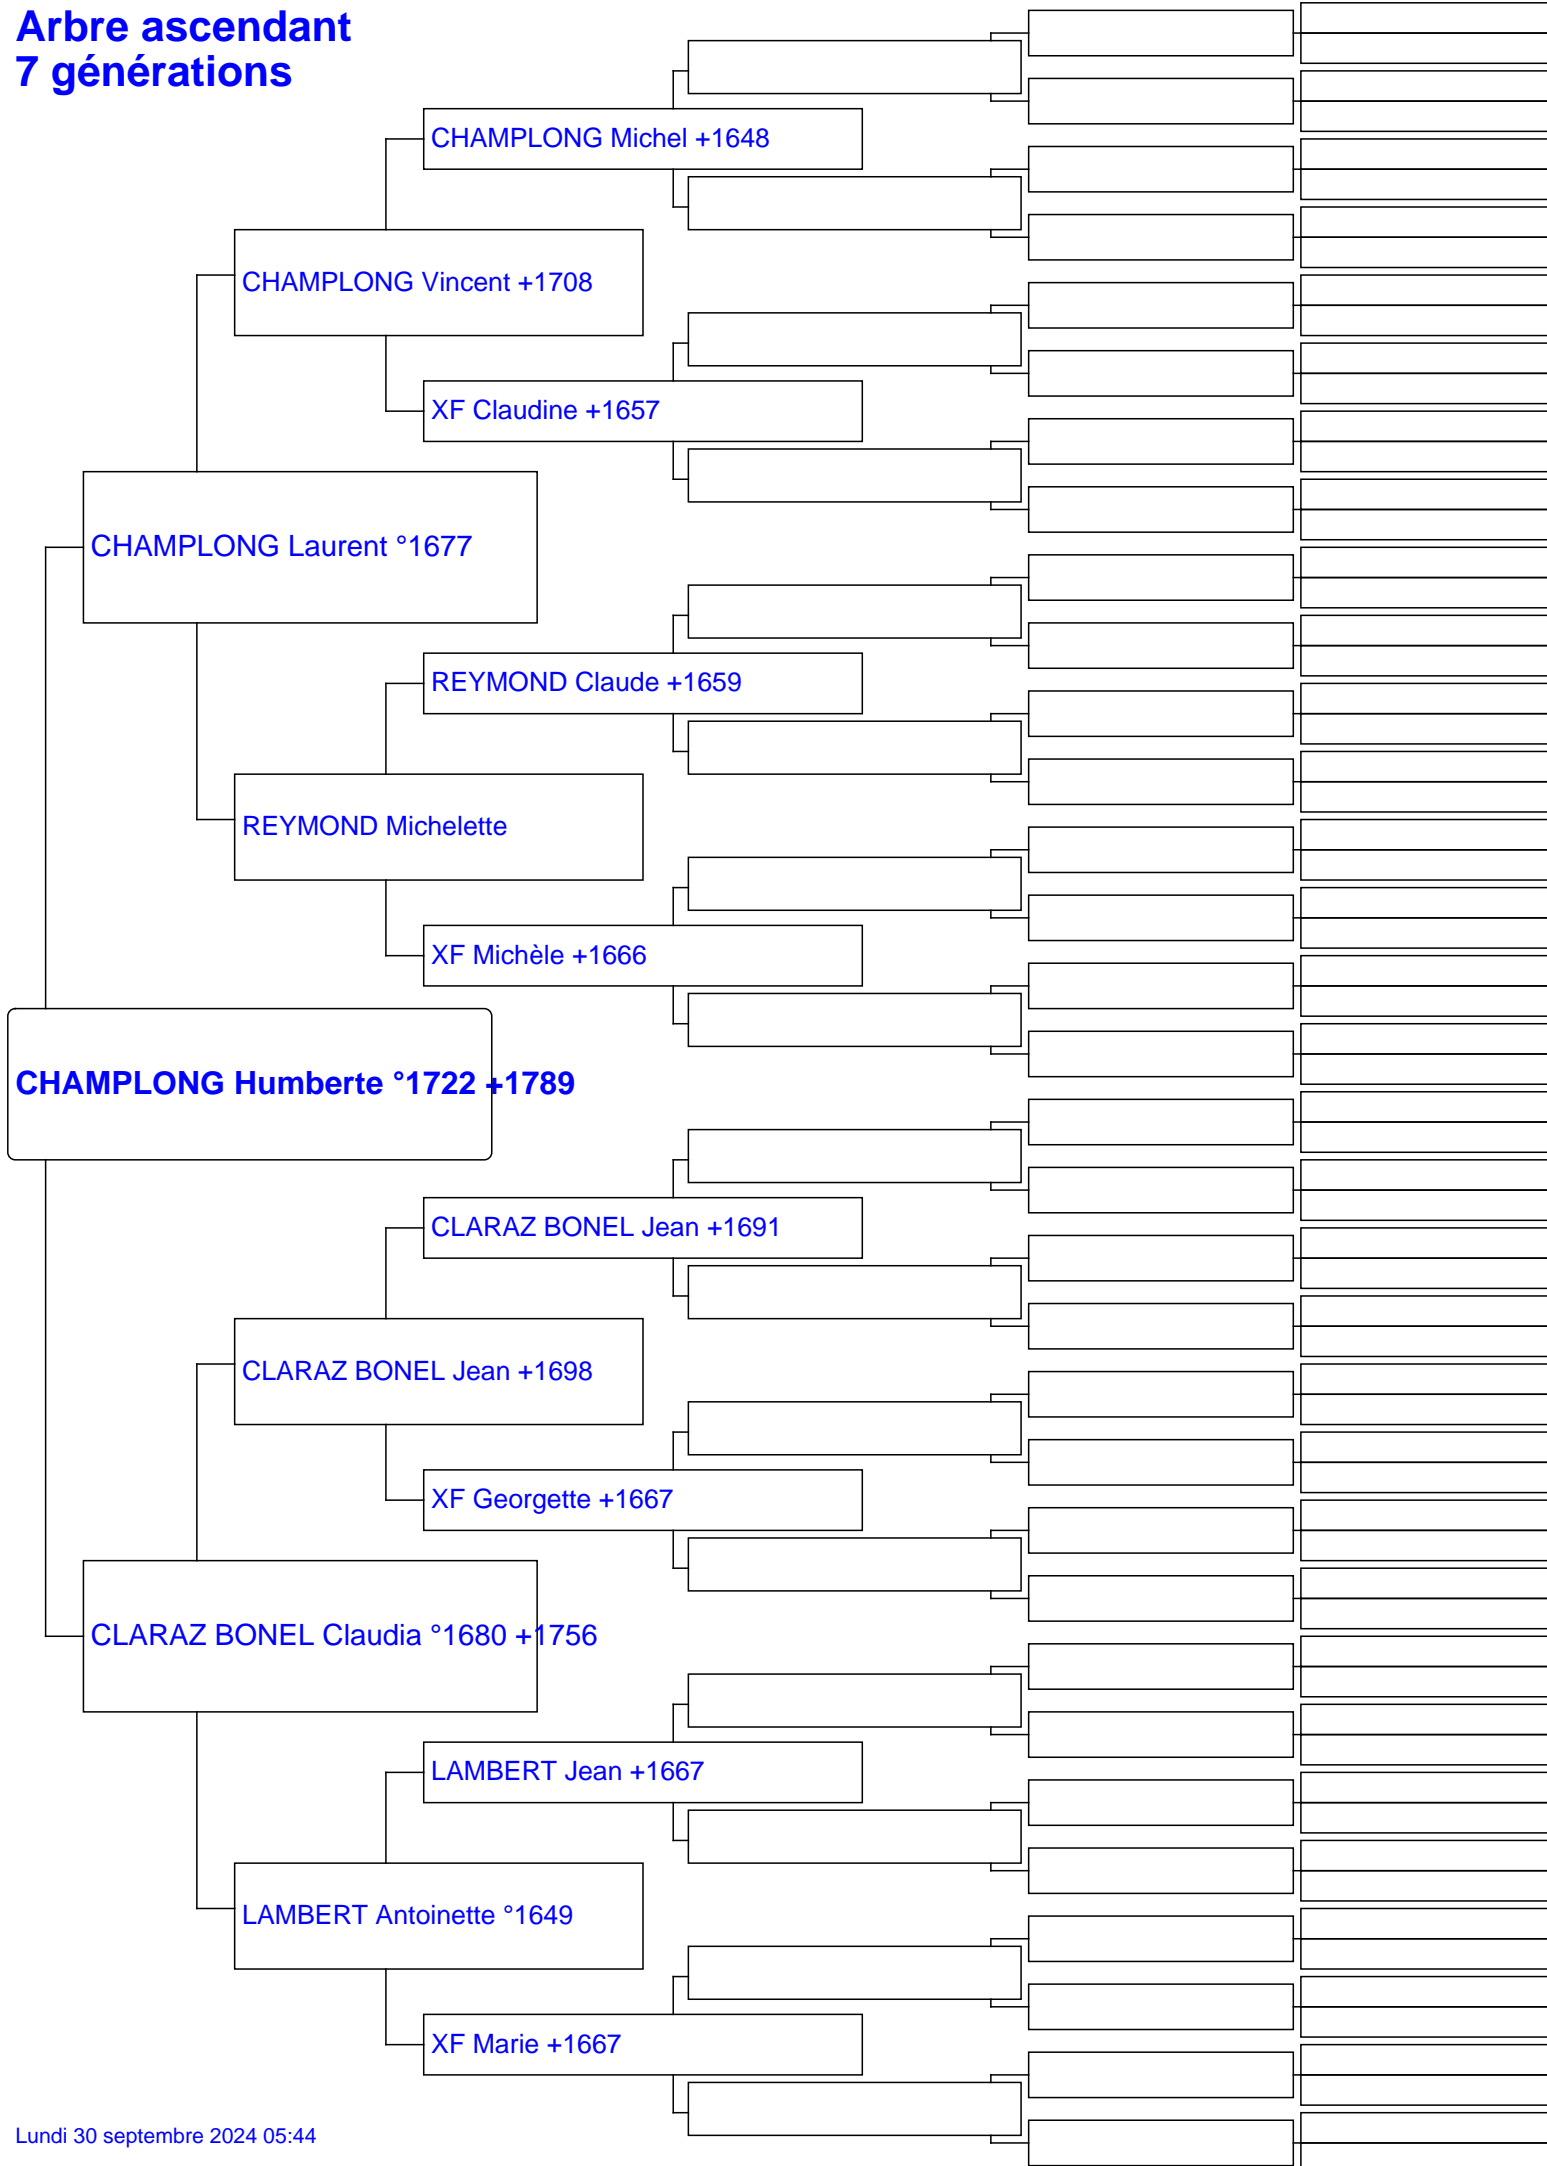 Arbre ascendant
7 générations
CHAMPLONG Michel +1648
CHAMPLONG Vincent +1708
XF Claudine +1657
CHAMPLONG Laurent °1677
REYMOND Claude +1659
REYMOND Michelette
XF Michèle +1666
CHAMPLONG Humberte °1722 +1789
CLARAZ BONEL Jean +1691
CLARAZ BONEL Jean +1698
XF Georgette +1667
CLARAZ BONEL Claudia °1680 +1756
LAMBERT Jean +1667
LAMBERT Antoinette °1649
XF Marie +1667
Lundi 30 septembre 2024 05:44